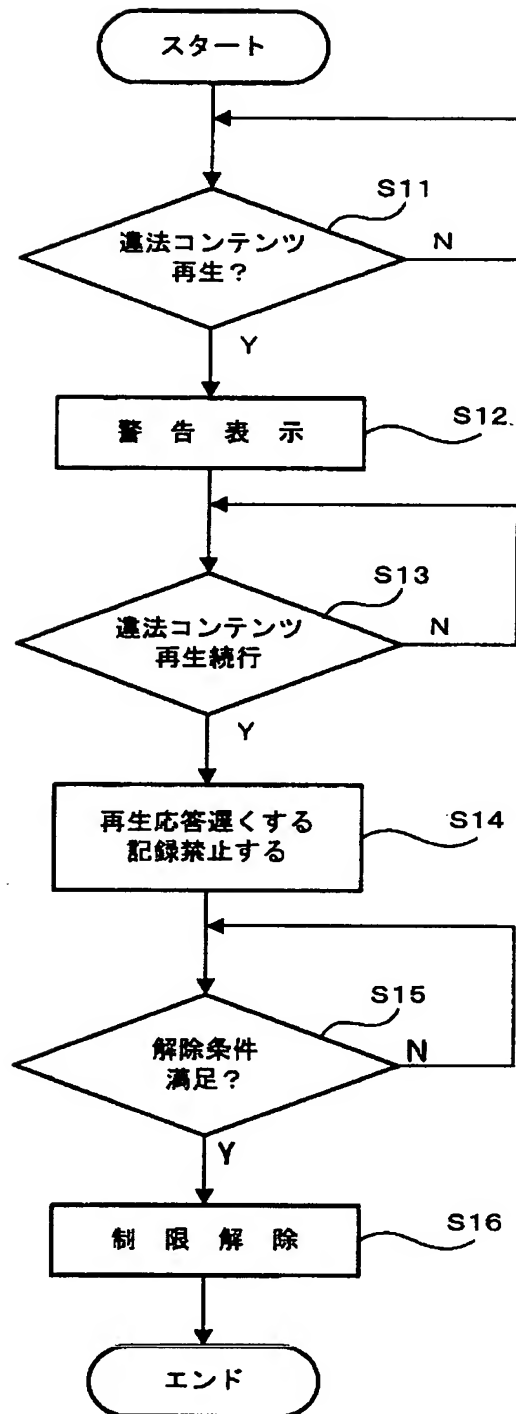 スタート
S11
違法コンテンツ
再生？
N
Y
警 告 表 示
S12
S13
違法コンテンツ
再生続行
N
Y
再生応答遅くする
記録禁止する
S14
S15
解除条件
満足？
N
Y
制 限 解 除
S16
エンド